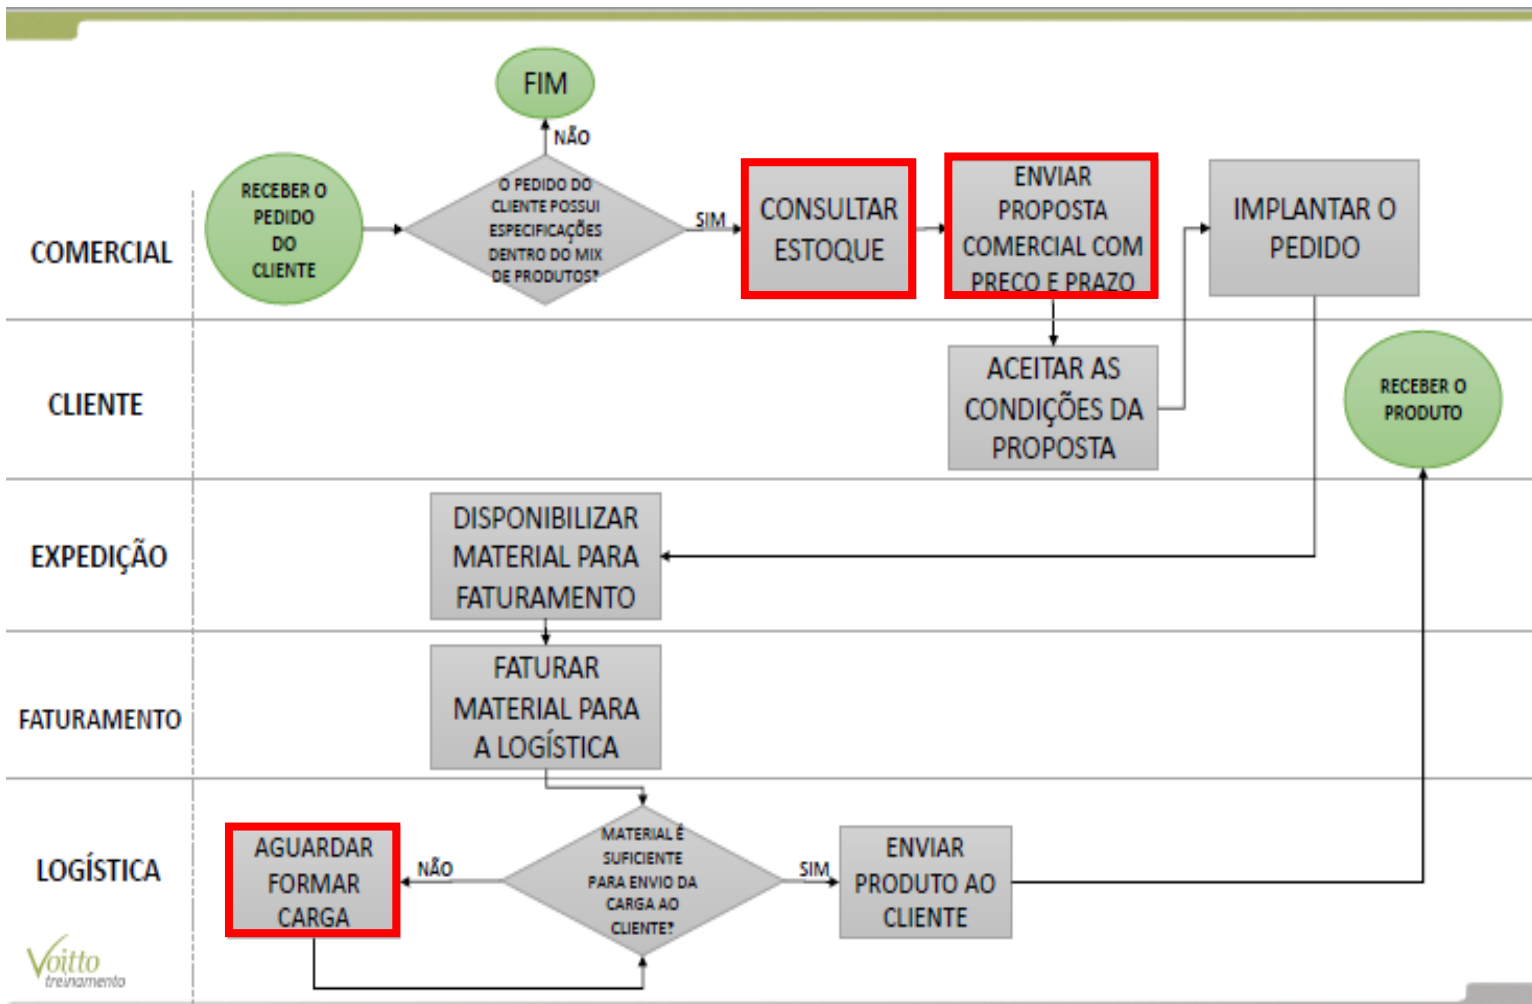 FIM
NÃO
RECEBER O
PEDIDO
DO
CLIENTE
O PEDIDO DO
CLIENTE POSSUI
ESPECIFICAÇÕES
DENTRO DO MIX
DE PRODUTOS?
SIM
CONSULTAR
ESTOQUE
ENVIAR
PROPOSTA
COMERCIAL COM
PREÇO E PRAZO
IMPLANTAR O
PEDIDO
COMERCIAL
CLIENTE
ACEITAR AS
CONDIÇÕES DA
PROPOSTA
RECEBER O
PRODUTO
EXPEDIÇÃO
DISPONIBILIZAR
MATERIAL PARA
FATURAMENTO
FATURAMENTO
FATURAR
MATERIAL PARA
A LOGÍSTICA
LOGÍSTICA
AGUARDAR
FORMAR
CARGA
NÃO
MATERIAL É
SUFICIENTE
PARA ENVIO DA
CARGA AO
CLIENTE?
SIM
ENVIAR
PRODUTO AO
CLIENTE
Voitto
treinamento